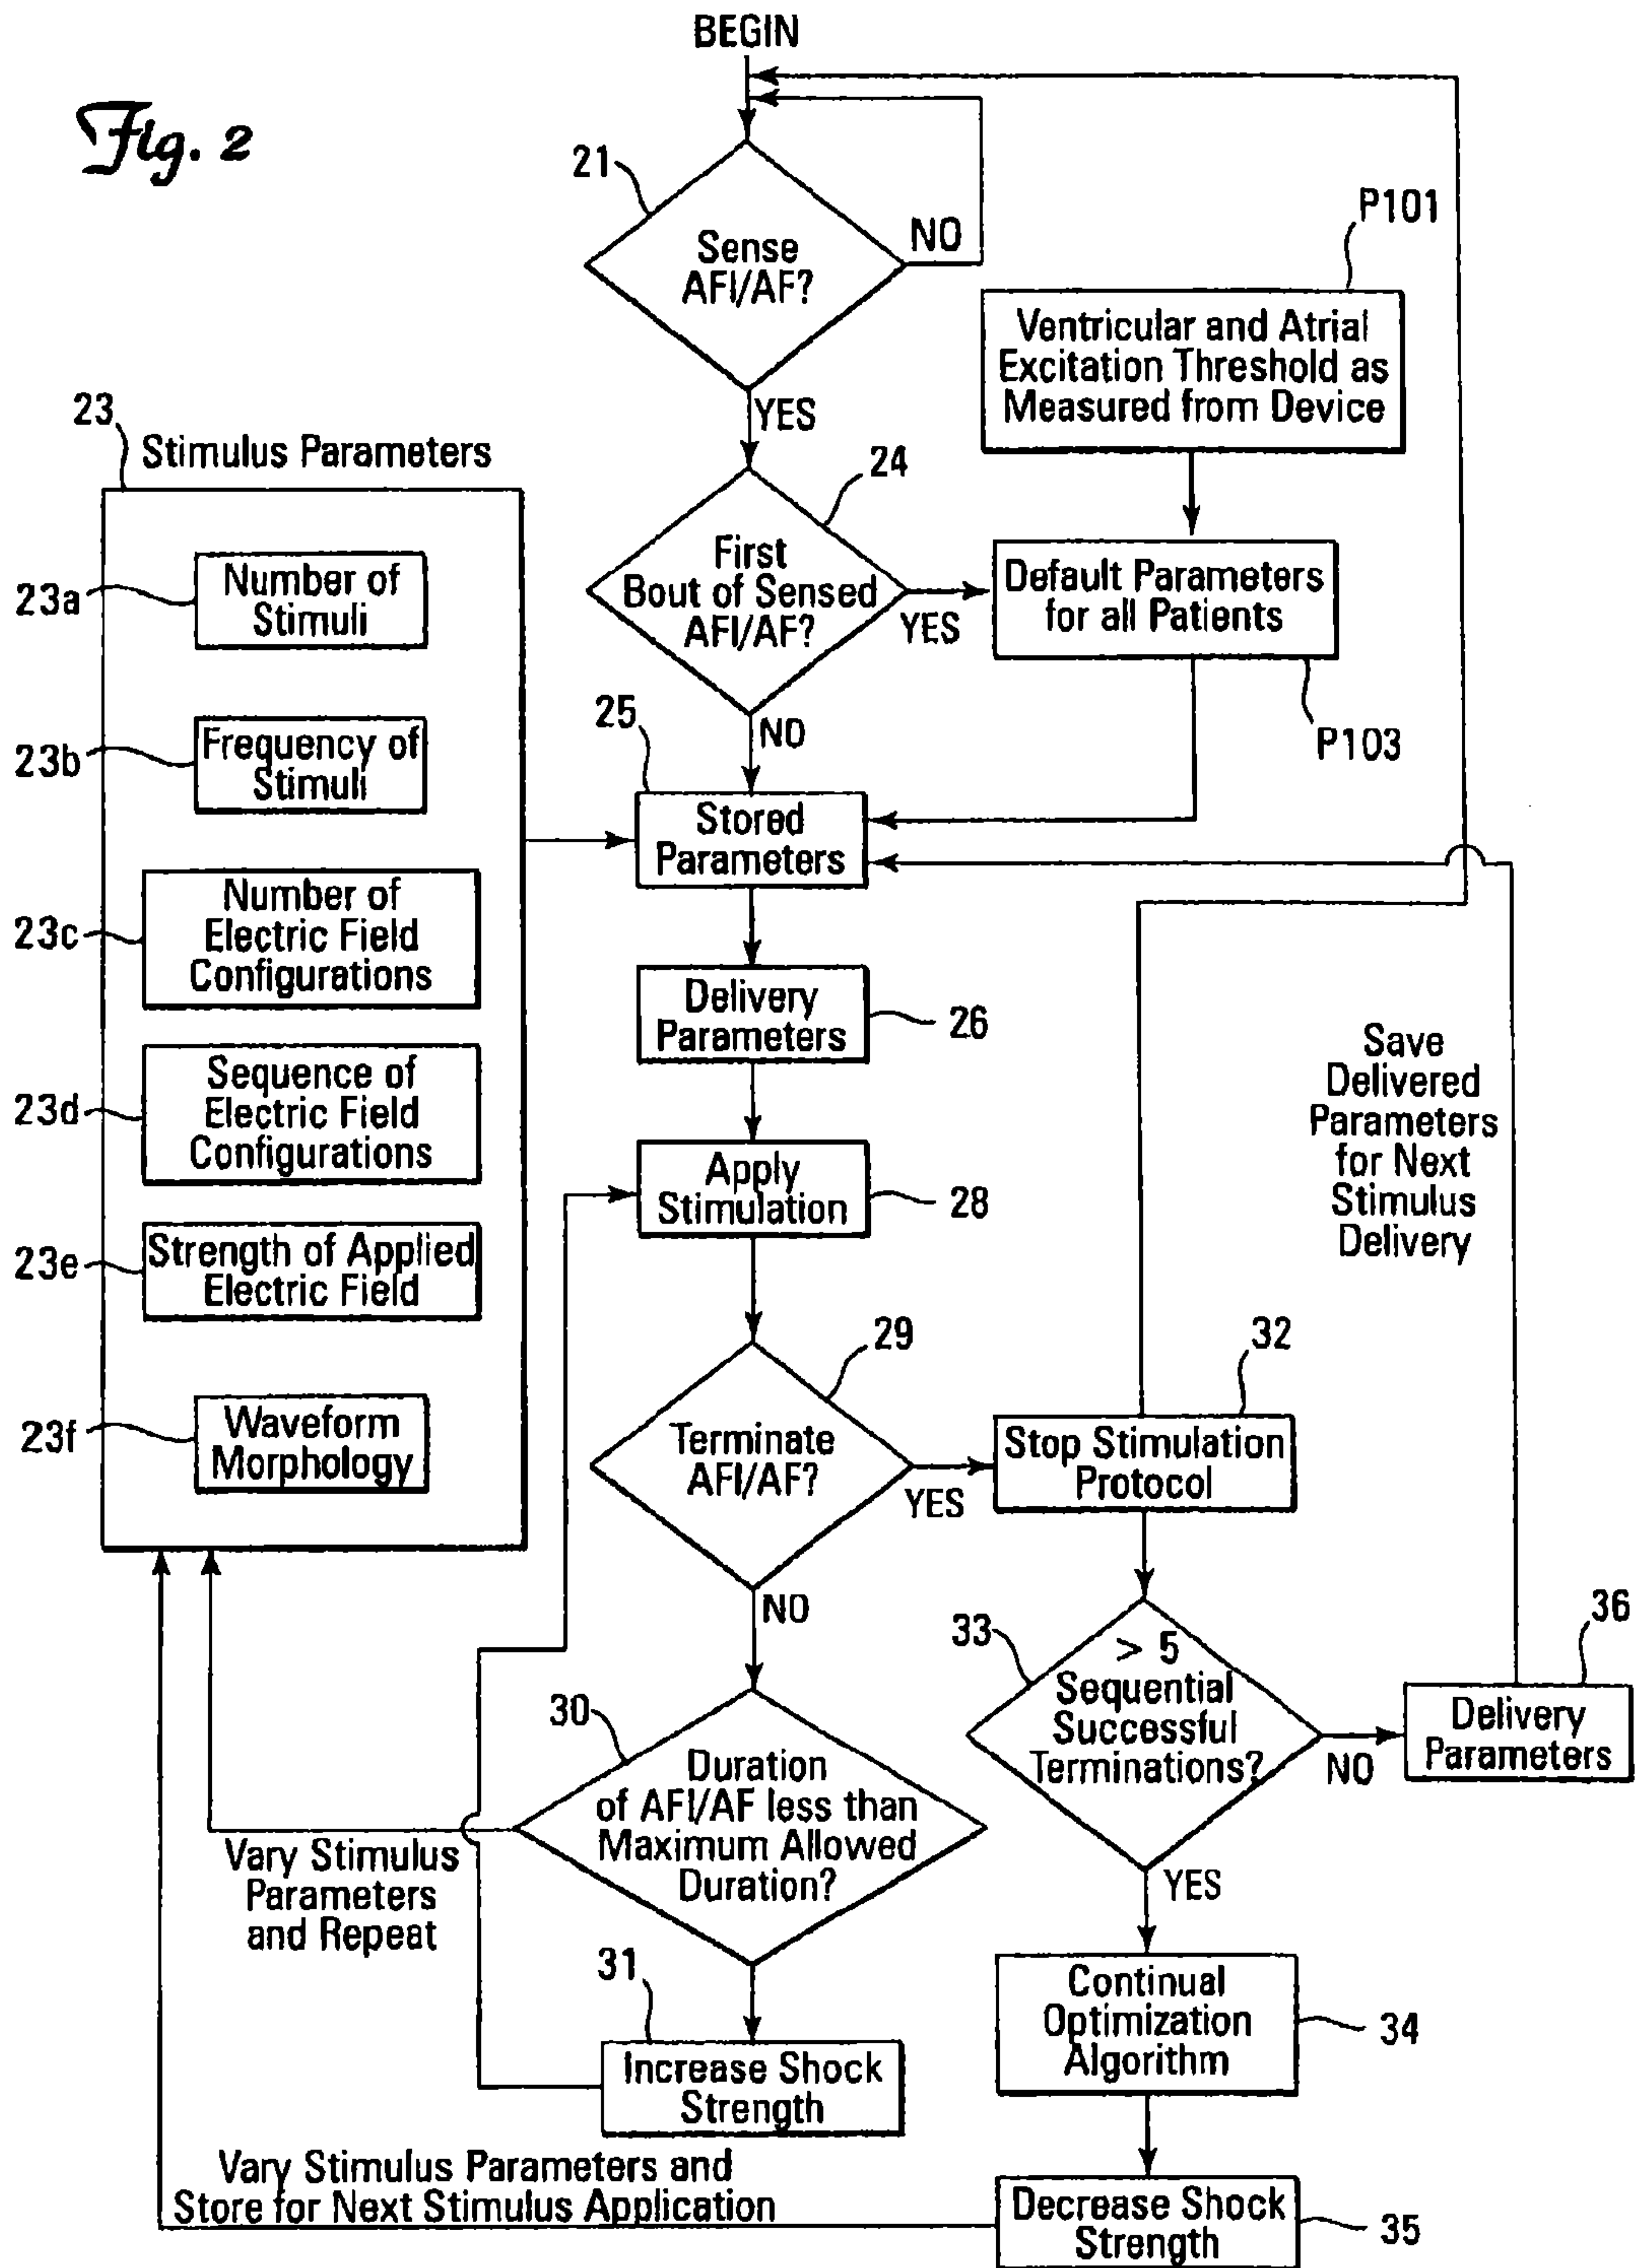 BEGIN
Fig. 2
21
Sense
AFI/AF?
NO
YES
P101
Ventricular and Atrial
Excitation Threshold as
Measured from Device
23
Stimulus Parameters
24
First
Bout of Sensed
AFI/AF?
YES
NO
Default Parameters
for all Patients
P103
23a
Number of
Stimuli
23b
Frequency of
Stimuli
23c
Number of
Electric Field
Configurations
23d
Sequence of
Electric Field
Configurations
23e
Strength of Applied
Electric Field
23f
Waveform
Morphology
25
Stored
Parameters
Delivery
Parameters
26
Apply
Stimulation
28
Save
Delivered
Parameters
for Next
Stimulus
Delivery
29
Terminate
AFI/AF?
YES
NO
32
Stop Stimulation
Protocol
33
> 5
Sequential
Successful
Terminations?
NO
YES
36
Delivery
Parameters
30
Duration
of AFI/AF less than
Maximum Allowed
Duration?
Vary Stimulus
Parameters
and Repeat
31
Increase Shock
Strength
Continual
Optimization
Algorithm
34
Vary Stimulus Parameters and
Store for Next Stimulus Application
Decrease Shock
Strength
35